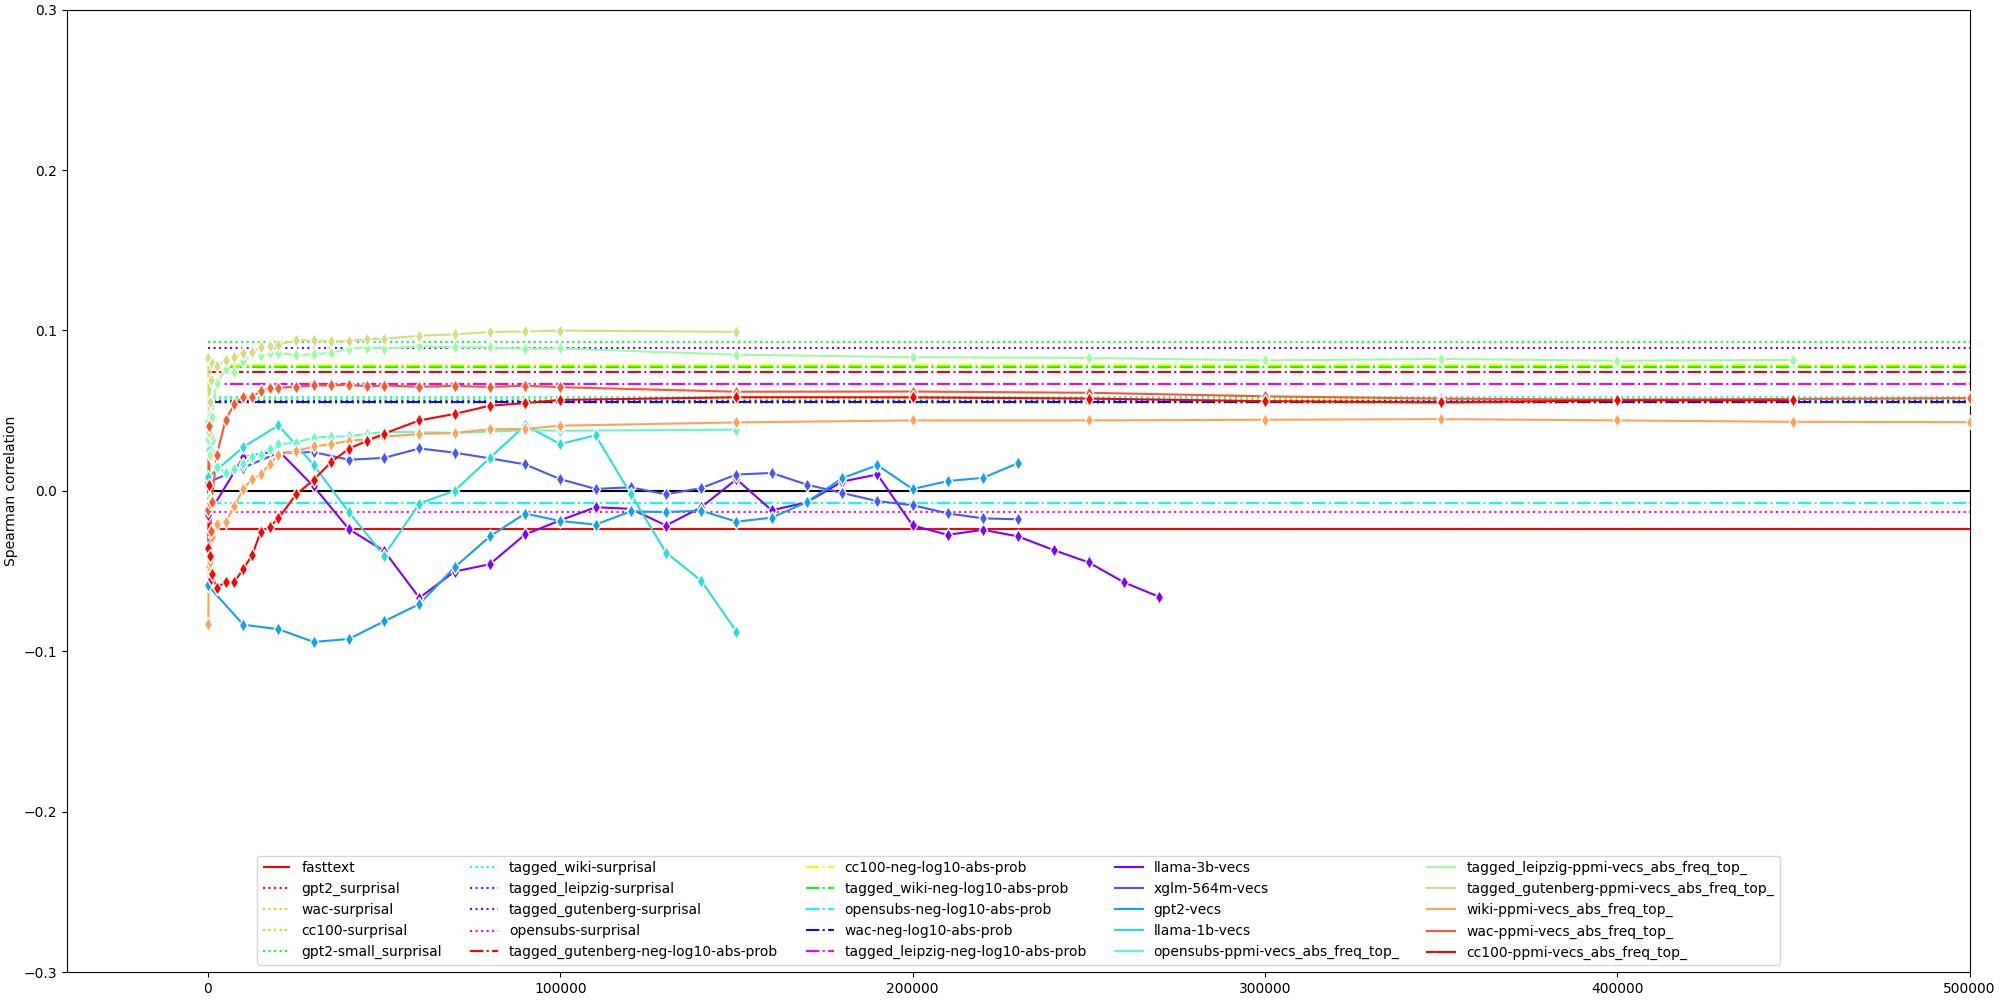 0.3
0.2
0.1
0.0
−0.1
−0.2
−0.3
Spearman correlation
fasttext
gpt2_surprisal
wac-surprisal
cc100-surprisal
gpt2-small_surprisal
tagged_wiki-surprisal
tagged_leipzig-surprisal
tagged_gutenberg-surprisal
opensubs-surprisal
tagged_gutenberg-neg-log10-abs-prob
cc100-neg-log10-abs-prob
tagged_wiki-neg-log10-abs-prob
opensubs-neg-log10-abs-prob
wac-neg-log10-abs-prob
tagged_leipzig-neg-log10-abs-prob
llama-3b-vecs
xglm-564m-vecs
gpt2-vecs
llama-1b-vecs
opensubs-ppmi-vecs_abs_freq_top_
tagged_leipzig-ppmi-vecs_abs_freq_top_
tagged_gutenberg-ppmi-vecs_abs_freq_top_
wiki-ppmi-vecs_abs_freq_top_
wac-ppmi-vecs_abs_freq_top_
cc100-ppmi-vecs_abs_freq_top_
0 100000 200000 300000 400000 500000